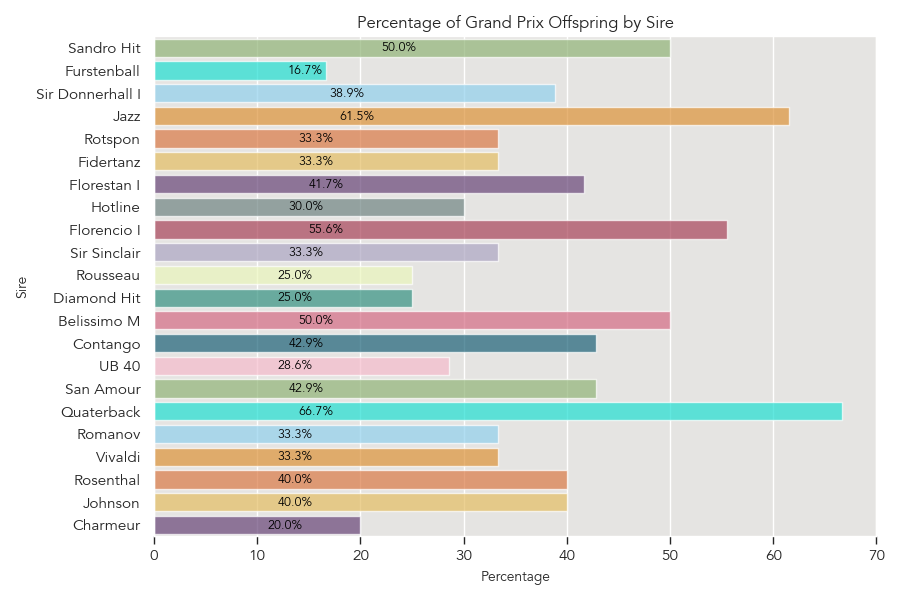 Percentage of Grand Prix Offspring by Sire
Sandro Hit 50.0%
Furstenball 16.7%
Sir Donnerhall I 38.9%
Jazz 61.5%
Rotspon 33.3%
Fidertanz 33.3%
Florestan I 41.7%
Hotline 30.0%
Florencio I 55.6%
Sir Sinclair 33.3%
Rousseau 25.0%
Diamond Hit 25.0%
Belissimo M 50.0%
Contango 42.9%
UB 40 28.6%
San Amour 42.9%
Quaterback 66.7%
Romanov 33.3%
Vivaldi 33.3%
Rosenthal 40.0%
Johnson 40.0%
Charmeur 20.0%
Sire
0 10 20 30 40 50 60 70
Percentage